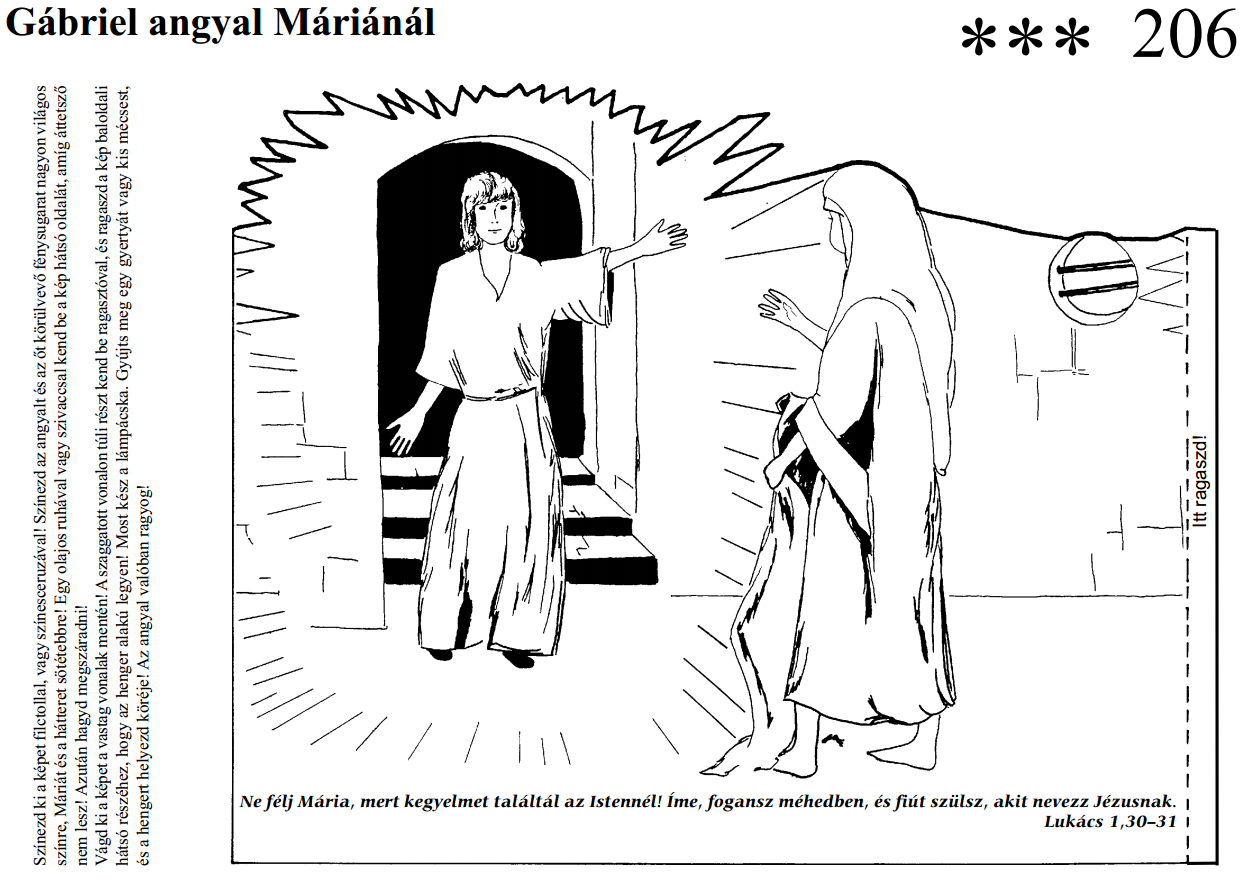 Gábriel angyal Máriánál
*** 206
Színezd ki a képet filctollal, vagy színesceruzával! Színezd az angyalt és az őt körülvevő fénysugarat nagyon világos
színre, Máriát és a hátteret sötétebbre! Egy olajos ruhával vagy szivaccsal kend be a kép hátsó oldalát, amíg áttetsző
nem lesz! Azután hagyd megszáradni!
Vágd ki a képet a vastag vonalak mentén! A szaggatott vonalon túli részt kend be ragasztóval, és ragaszd a kép baloldali
hátsó részéhez, hogy az henger alakú legyen! Most kész a lámpácska. Gyújts meg egy gyertyát vagy kis mécsest,
és a hengert helyezd köréje! Az angyal valóban ragyog!
Itt ragaszd!
Ne félj Mária, mert kegyelmet találtál az Istennél! Íme, fogansz méhedben, és fiút szülsz, akit nevezz Jézusnak.
Lukács 1,30–31